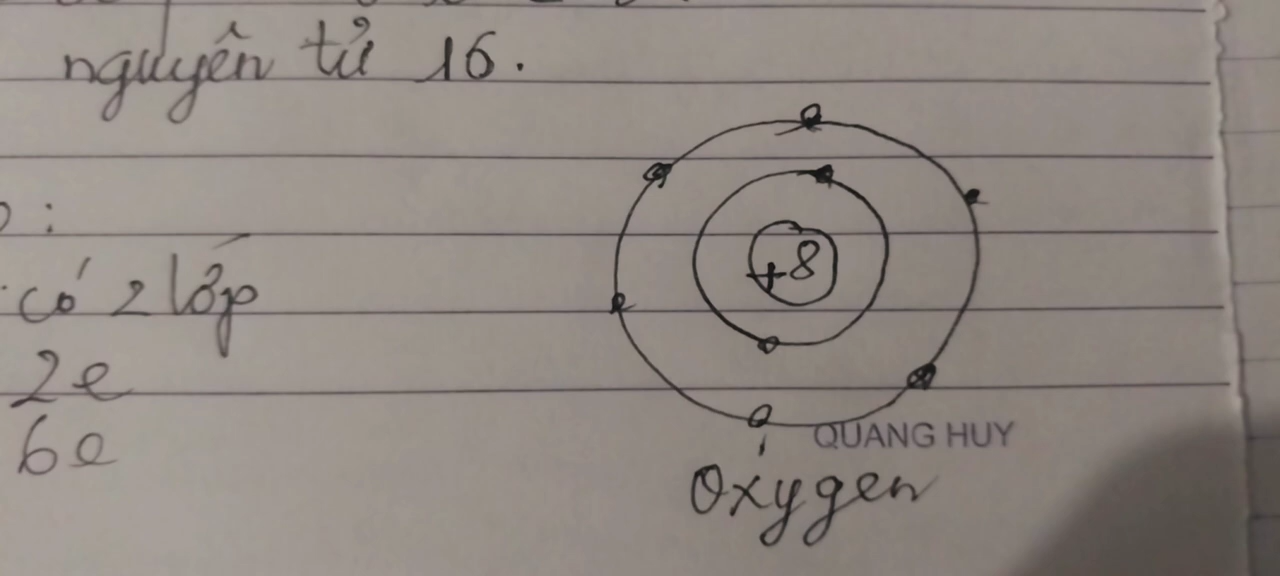 nguyên tử 16.
:
có 2 lớp
2e
6e
+8
QUANG HUY
Oxygen